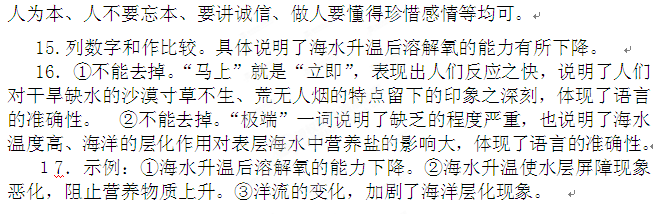 人为本、人不要忘本、要讲诚信、做人要懂得珍惜感情等均可。
15.列数字和作比较。具体说明了海水升温后溶解氧的能力有所下降。
16.①不能去掉。“马上”就是“立即”，表现出人们反应之快，说明了人们
对干旱缺水的沙漠寸草不生、荒无人烟的特点留下的印象之深刻，体现了语言
的准确性。 ②不能去掉。“极端”一词说明了缺乏的程度严重，也说明了海水
温度高、海洋的层化作用对表层海水中营养盐的影响大，体现了语言的准确性。
17．示例：①海水升温后溶解氧的能力下降。②海水升温使水层屏障现象
恶化，阻止营养物质上升。③洋流的变化，加剧了海洋层化现象。